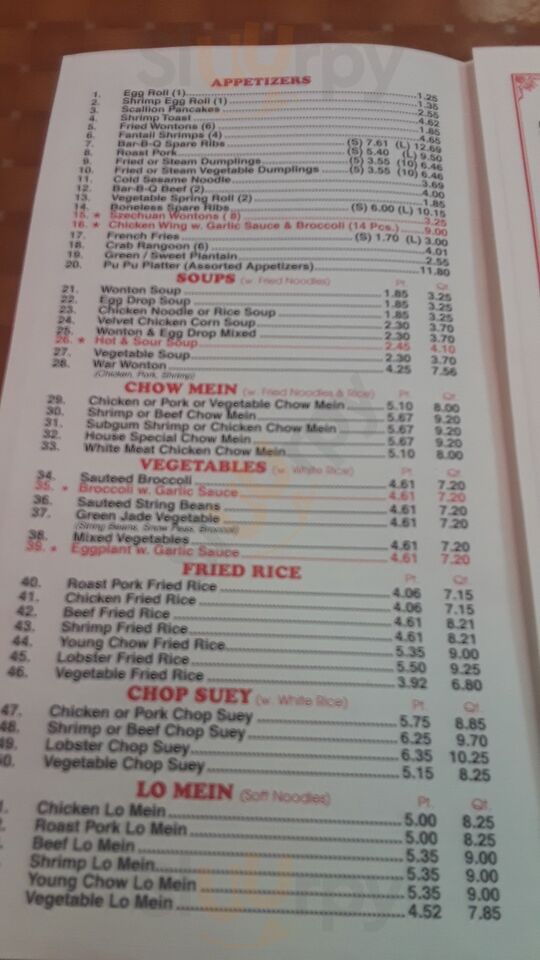 APPETIZERS
1. Egg Roll (1) 1.25
2. Shrimp Egg Roll (1) 1.35
3. Scallion Pancakes 2.55
4. Shrimp Toast 4.62
5. Fried Wontons (6) 1.85
6. Fantail Shrimps (4) 4.65
7. Bar-B-Q Spare Ribs (S) 7.61 (L) 12.69
8. Roast Pork (S) 5.40 (L) 9.50
9. Fried or Steam Dumplings (5) 3.55 (10) 6.46
10. Fried or Steam Vegetable Dumplings (5) 3.55 (10) 6.46
11. Cold Sesame Noodle 3.69
12. Bar-B-Q Beef (2) 4.00
13. Vegetable Spring Roll (2) 1.85
14. Boneless Spare Ribs (S) 6.00 (L) 10.15
15. * Szechuan Wontons (8) 3.25
16. * Chicken Wing w. Garlic Sauce & Broccoli (14 Pcs.) 9.00
17. French Fries (S) 1.70 (L) 3.00
18. Crab Rangoon (6) 4.01
19. Green / Sweet Plantain 2.55
20. Pu Pu Platter (Assorted Appetizers) 11.80
SOUPS (w. Fried Noodles) Pt. Qt.
21. Wonton Soup 1.85 3.25
22. Egg Drop Soup 1.85 3.25
23. Chicken Noodle or Rice Soup 1.85 3.25
24. Velvet Chicken Corn Soup 2.30 3.70
25. Wonton & Egg Drop Mixed 2.30 3.70
26. * Hot & Sour Soup 2.45 4.10
27. Vegetable Soup 2.30 3.70
28. War Wonton 4.25 7.56
(Chicken, Pork, Shrimp)
CHOW MEIN (w. Fried Noodles & Rice) Pt. Qt.
29. Chicken or Pork or Vegetable Chow Mein 5.10 8.00
30. Shrimp or Beef Chow Mein 5.67 9.20
31. Subgum Shrimp or Chicken Chow Mein 5.67 9.20
32. House Special Chow Mein 5.67 9.20
33. White Meat Chicken Chow Mein 5.10 8.00
VEGETABLES (w. White Rice) Pt. Qt.
34. Sauteed Broccoli 4.61 7.20
35. * Broccoli w. Garlic Sauce 4.61 7.20
36. Sauteed String Beans 4.61 7.20
37. Green Jade Vegetable 4.61 7.20
(String Beans, Snow Peas, Broccoli)
38. Mixed Vegetables 4.61 7.20
39. * Eggplant w. Garlic Sauce 4.61 7.20
FRIED RICE Pt. Qt.
40. Roast Pork Fried Rice 4.06 7.15
41. Chicken Fried Rice 4.06 7.15
42. Beef Fried Rice 4.61 8.21
43. Shrimp Fried Rice 4.61 8.21
44. Young Chow Fried Rice 5.35 9.00
45. Lobster Fried Rice 5.50 9.25
46. Vegetable Fried Rice 3.92 6.80
CHOP SUEY (w. White Rice) Pt. Qt.
47. Chicken or Pork Chop Suey 5.75 8.85
48. Shrimp or Beef Chop Suey 6.25 9.70
49. Lobster Chop Suey 6.35 10.25
50. Vegetable Chop Suey 5.15 8.25
LO MEIN (Soft Noodles) Pt. Qt.
Chicken Lo Mein 5.00 8.25
Roast Pork Lo Mein 5.00 8.25
Beef Lo Mein 5.35 9.00
Shrimp Lo Mein 5.35 9.00
Young Chow Lo Mein 5.35 9.00
Vegetable Lo Mein 4.52 7.85